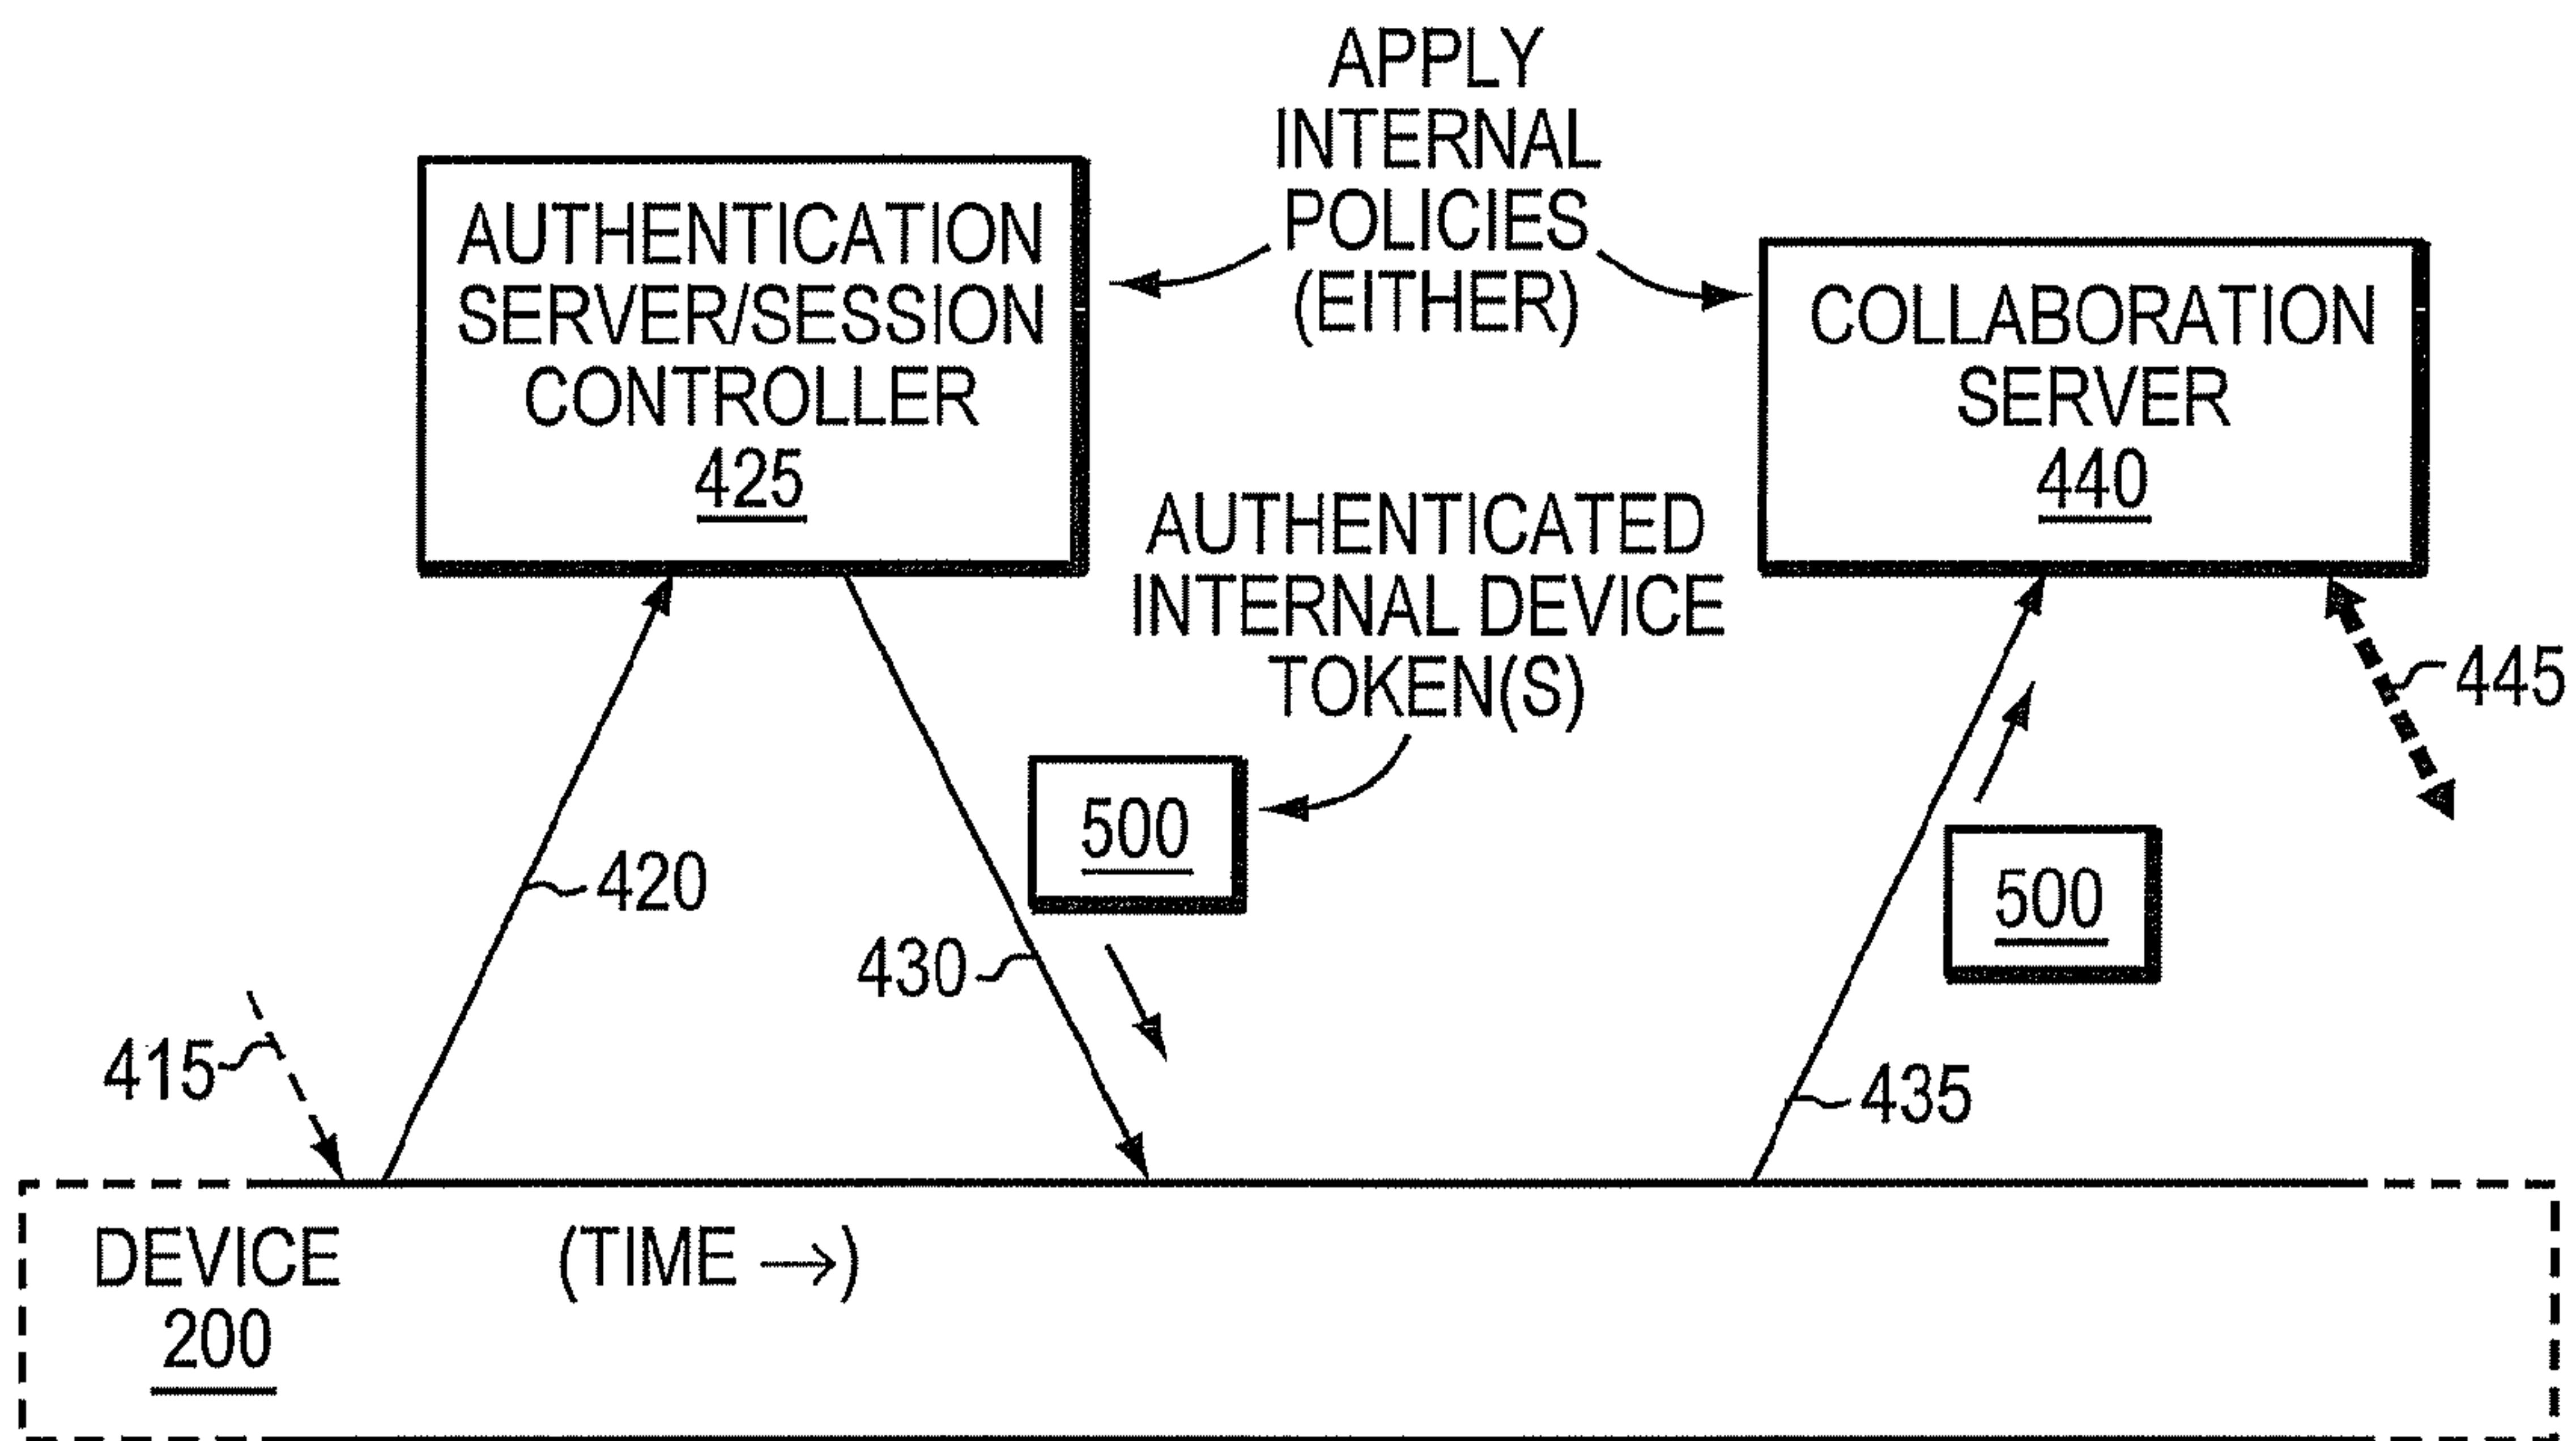 APPLY
INTERNAL
POLICIES
(EITHER)
AUTHENTICATION
SERVER/SESSION
CONTROLLER
425
COLLABORATION
SERVER
440
AUTHENTICATED
INTERNAL DEVICE
TOKEN(S)
445
500
420
500
430
415
435
DEVICE
200
(TIME →)